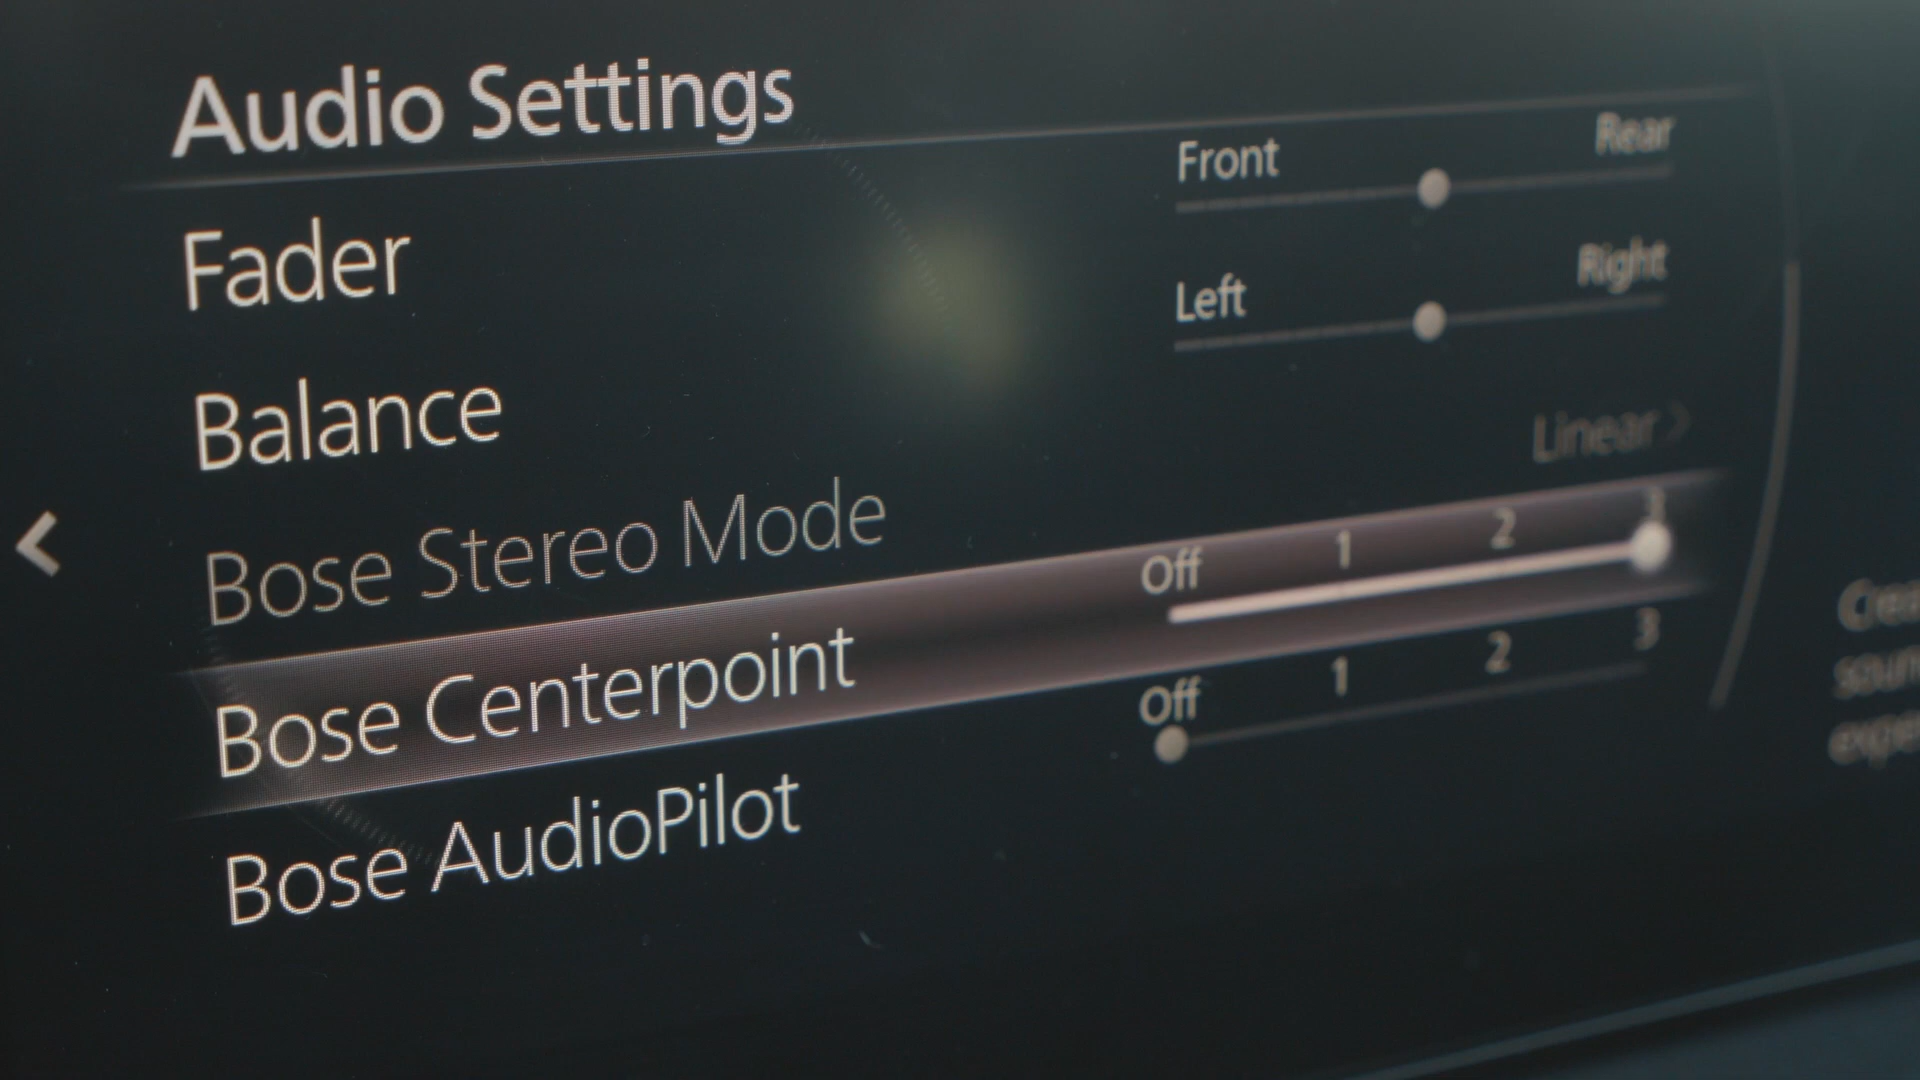 Audio Settings
Fader
Front Rear
Balance
Left Right
Bose Stereo Mode
Linear >
Bose Centerpoint
Off 1 2 3
Bose AudioPilot
Off 1 2 3